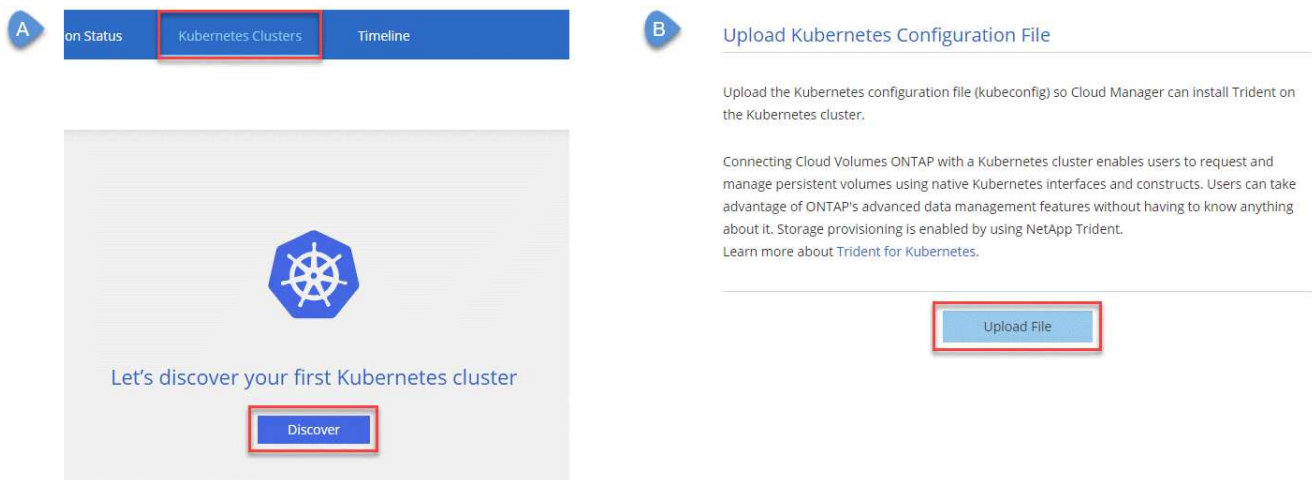 A
on Status
Kubernetes Clusters
Timeline
Let's discover your first Kubernetes cluster
Discover
B
Upload Kubernetes Configuration File
Upload the Kubernetes configuration file (kubeconfig) so Cloud Manager can install Trident on
the Kubernetes cluster.
Connecting Cloud Volumes ONTAP with a Kubernetes cluster enables users to request and
manage persistent volumes using native Kubernetes interfaces and constructs. Users can take
advantage of ONTAP's advanced data management features without having to know anything
about it. Storage provisioning is enabled by using NetApp Trident.
Learn more about Trident for Kubernetes.
Upload File